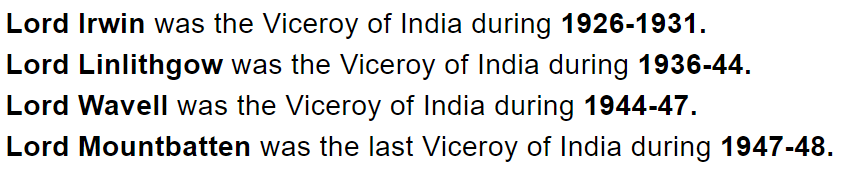 Lord Irwin was the Viceroy of India during 1926-1931.
Lord Linlithgow was the Viceroy of India during 1936-44.
Lord Wavell was the Viceroy of India during 1944-47.
Lord Mountbatten was the last Viceroy of India during 1947-48.